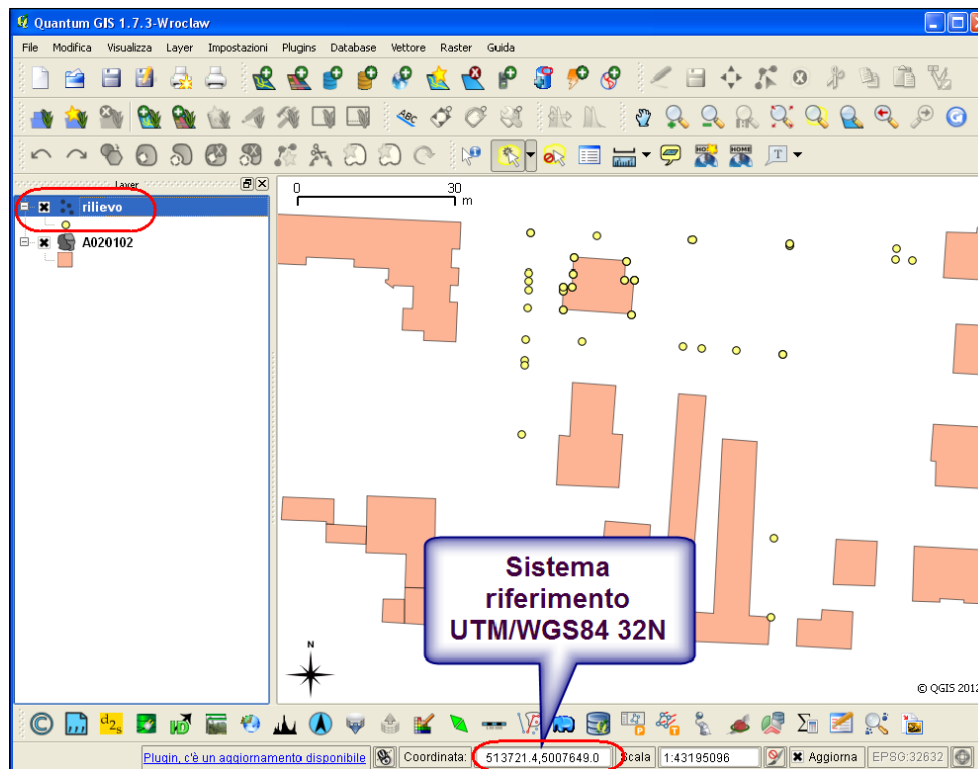 Quantum GIS 1.7.3-Wroclaw
File Modifica Visualizza Layer Impostazioni Plugins Database Vettore Raster Guida
ABC
T
Layer
rilievo
A020102
0 30
m
Sistema
riferimento
UTM/WGS84 32N
N
© QGIS 2012
Plugin, c'è un aggiornamento disponibile Coordinata: 513721.4,5007649.0 Scala 1:43195096 Aggiorna EPSG:32632